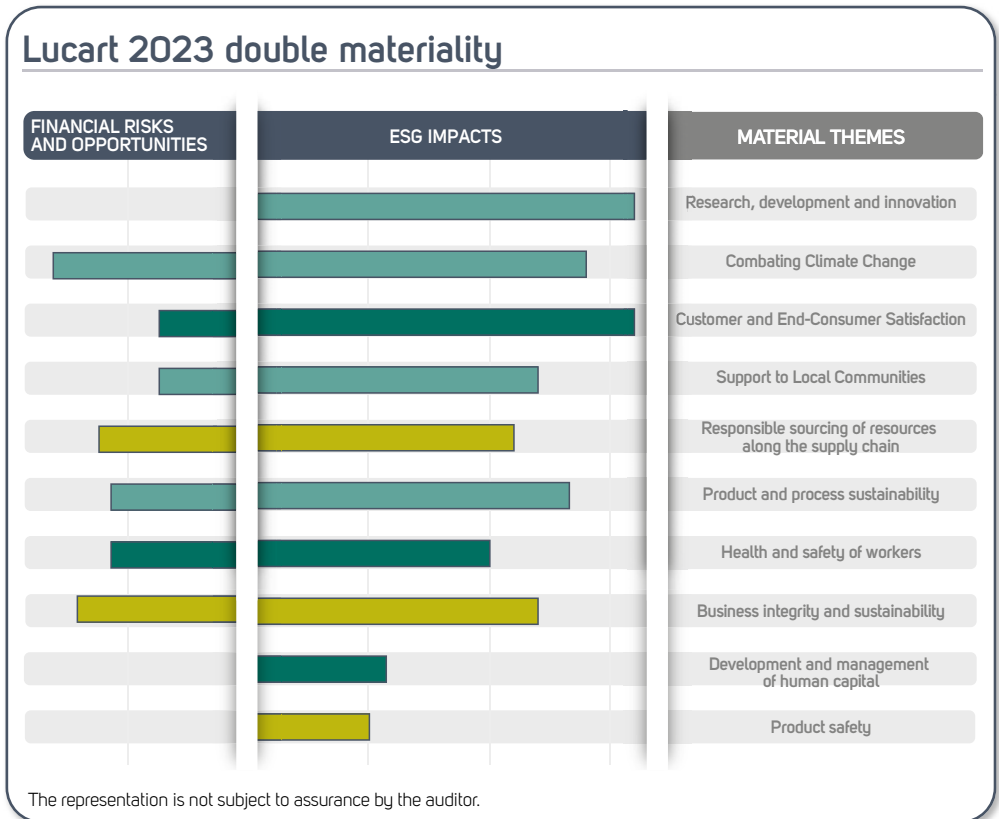 Lucart 2023 double materiality
FINANCIAL RISKS
AND OPPORTUNITIES
ESG IMPACTS
MATERIAL THEMES
Research, development and innovation
Combating Climate Change
Customer and End-Consumer Satisfaction
Support to Local Communities
Responsible sourcing of resources
along the supply chain
Product and process sustainability
Health and safety of workers
Business integrity and sustainability
Development and management
of human capital
Product safety
The representation is not subject to assurance by the auditor.